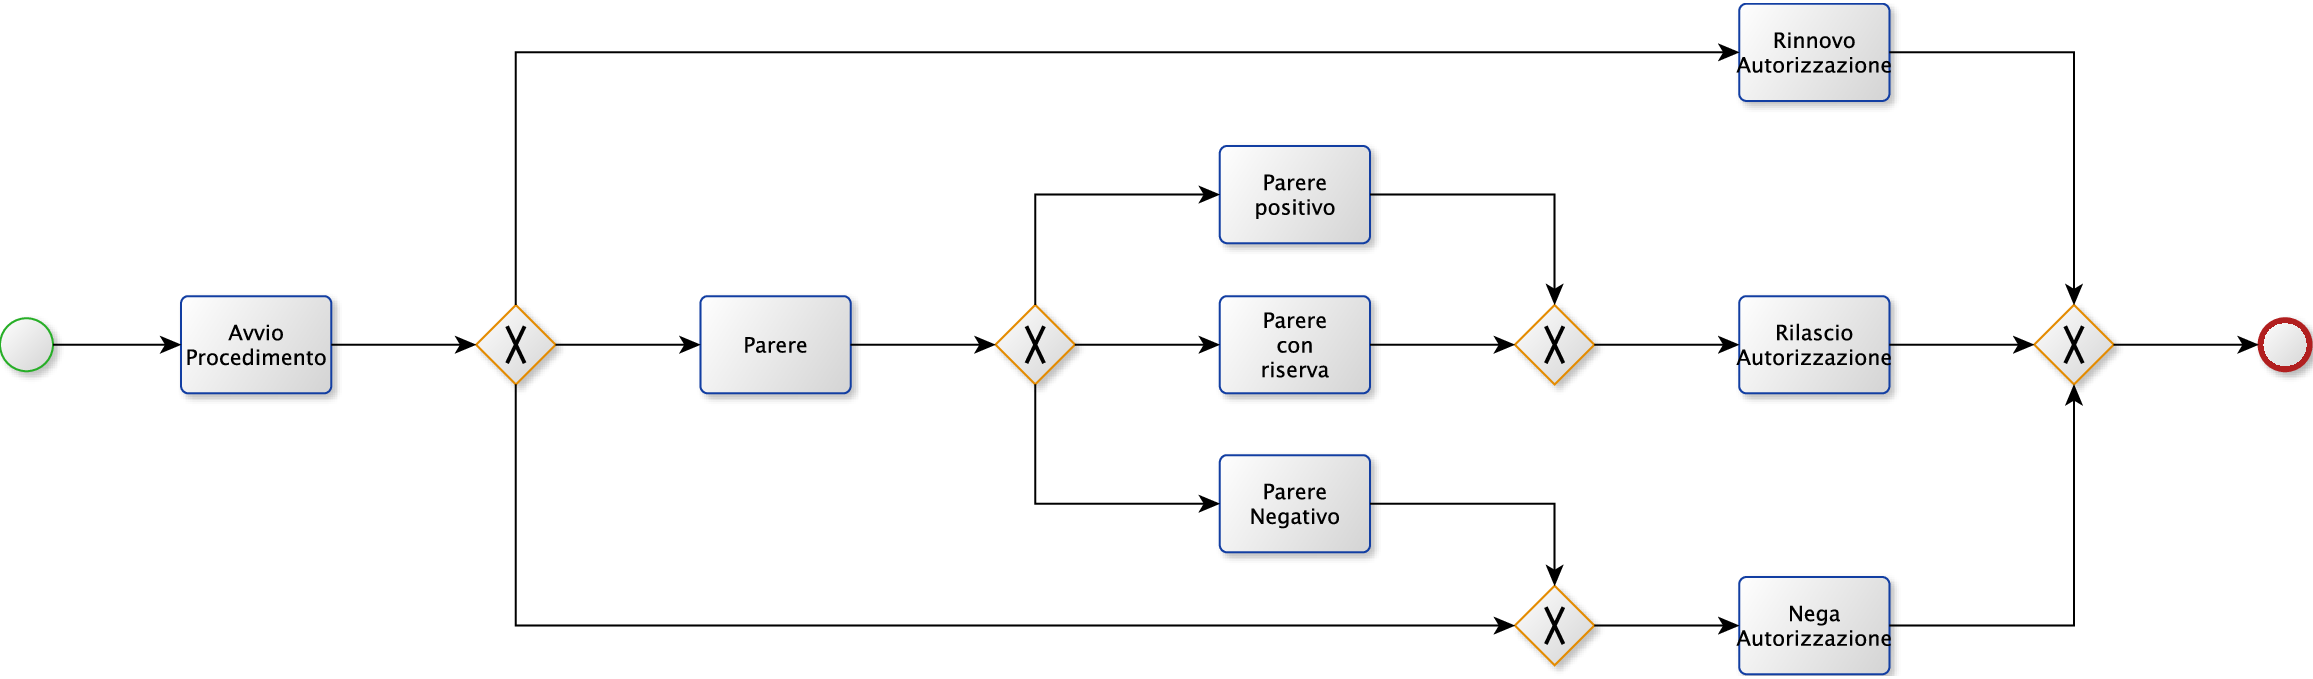 Rinnovo
Autorizzazione
Parere
positivo
Avvio
Procedimento
Parere
Parere
con
riserva
Rilascio
Autorizzazione
Parere
Negativo
Nega
Autorizzazione